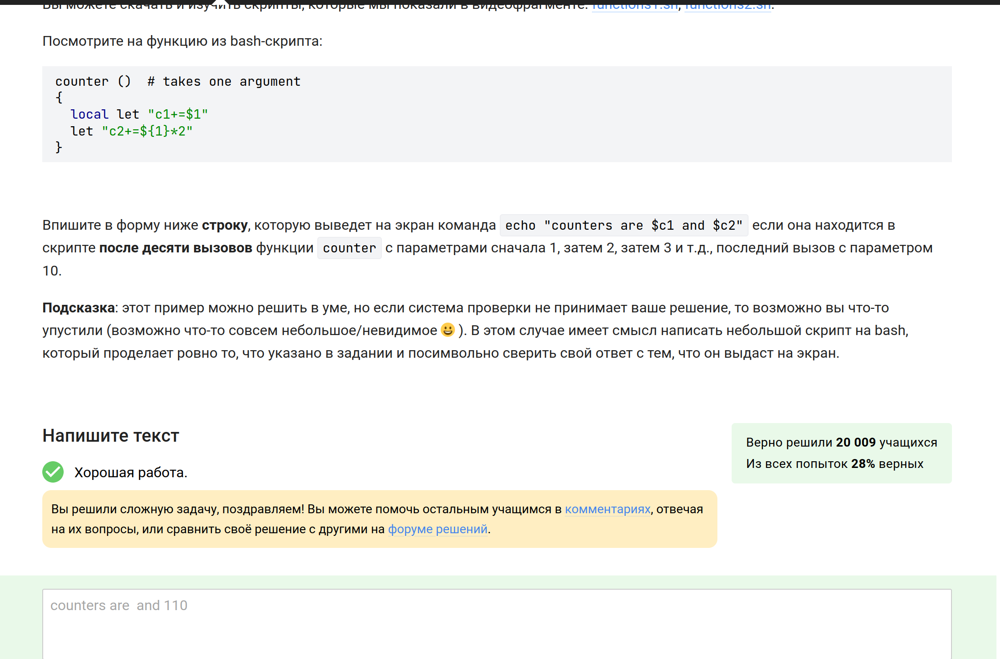 Вы можете скачать и изучить скрипты, которые мы показали в видеофрагменте: functions1.sh, functions2.sh.
Посмотрите на функцию из bash-скрипта:
counter ()  # takes one argument
{
  local let "c1+=$1"
  let "c2+=${1}*2"
}
Впишите в форму ниже строку, которую выведет на экран команда echo "counters are $c1 and $c2" если она находится в
скрипте после десяти вызовов функции counter с параметрами сначала 1, затем 2, затем 3 и т.д., последний вызов с параметром
10.
Подсказка: этот пример можно решить в уме, но если система проверки не принимает ваше решение, то возможно вы что-то
упустили (возможно что-то совсем небольшое/невидимое 😀 ). В этом случае имеет смысл написать небольшой скрипт на bash,
который проделает ровно то, что указано в задании и посимвольно сверить свой ответ с тем, что он выдаст на экран.
Напишите текст
Верно решили 20 009 учащихся
Из всех попыток 28% верных
Хорошая работа.
Вы решили сложную задачу, поздравляем! Вы можете помочь остальным учащимся в комментариях, отвечая
на их вопросы, или сравнить своё решение с другими на форуме решений.
counters are  and 110